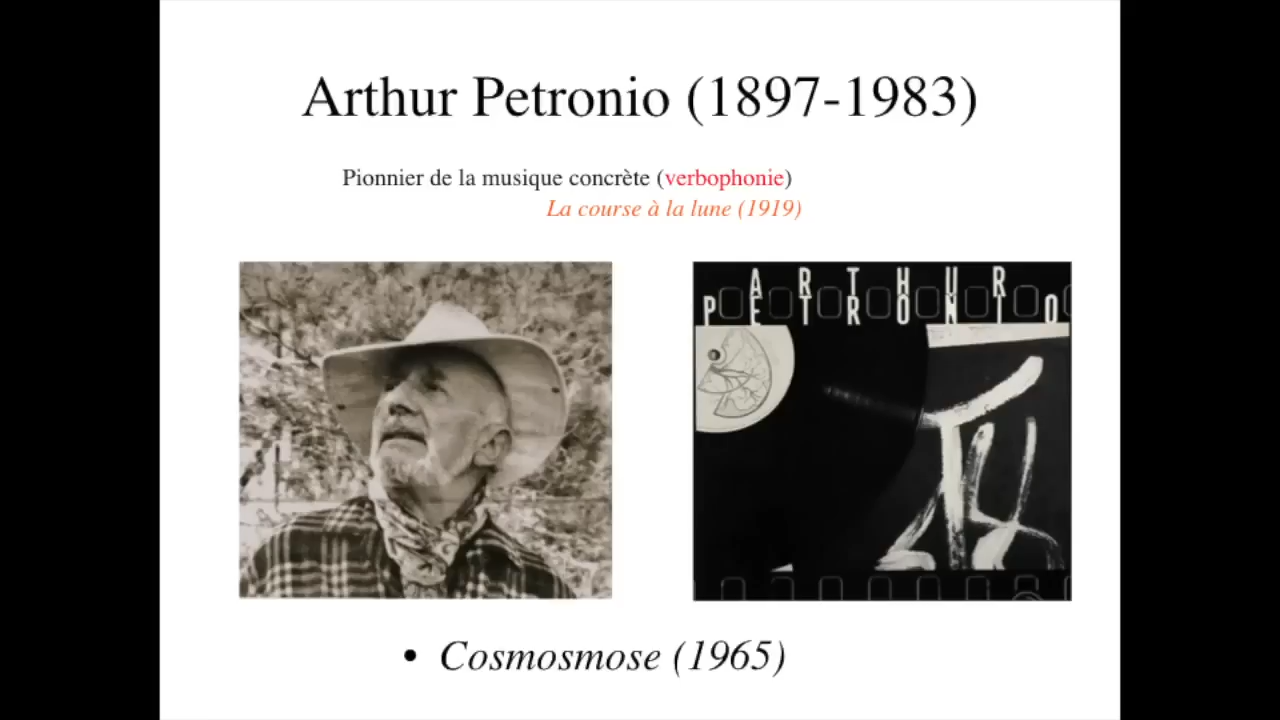 Arthur Petronio (1897-1983)
Pionnier de la musique concrète (verbophonie)
La course à la lune (1919)
ARTHUR
PETRONIO
• Cosmosmose (1965)